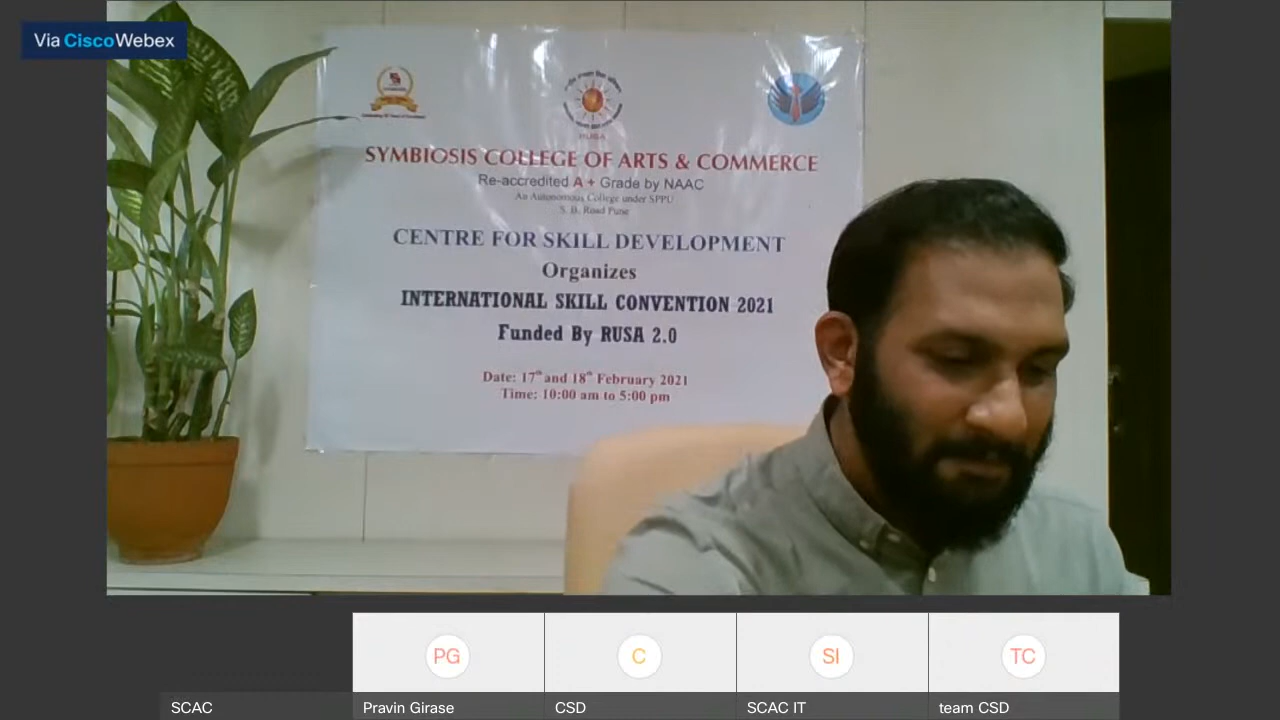 Via CiscoWebex
RUSA
SYMBIOSIS COLLEGE OF ARTS & COMMERCE
Re-accredited A + Grade by NAAC
An Autonomous College under SPPU
S. B. Road Pune
CENTRE FOR SKILL DEVELOPMENT
Organizes
INTERNATIONAL SKILL CONVENTION 2021
Funded By RUSA 2.0
Date: 17th and 18th February 2021
Time: 10:00 am to 5:00 pm
PG
C
SI
TC
SCAC
Pravin Girase
CSD
SCAC IT
team CSD